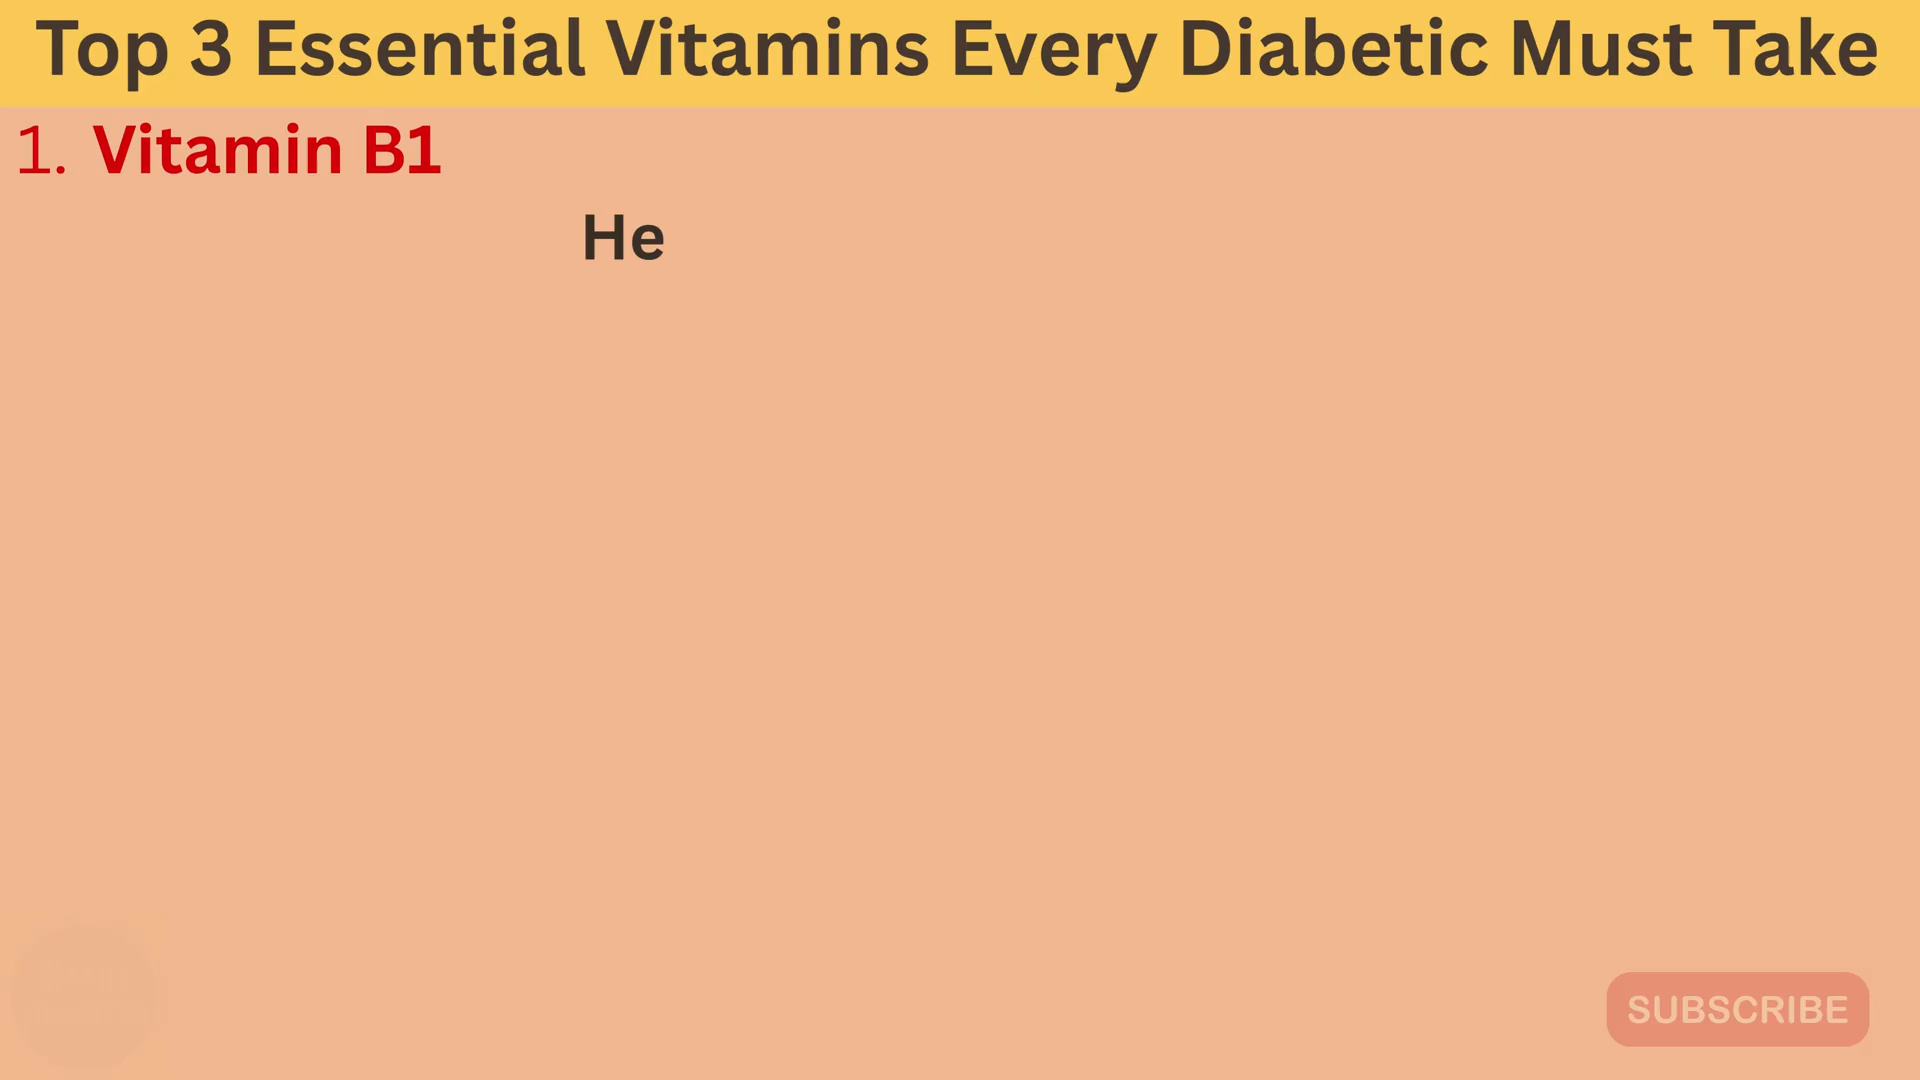 Top 3 Essential Vitamins Every Diabetic Must Take
1. Vitamin B1
He
SUBSCRIBE